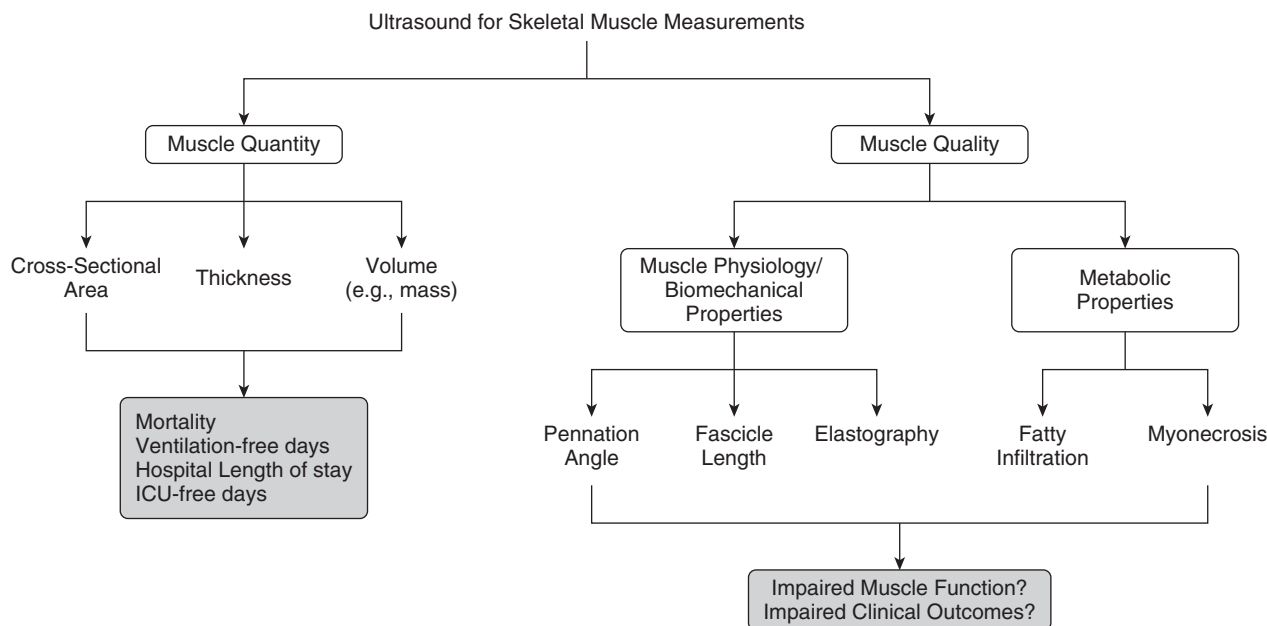 Ultrasound for Skeletal Muscle Measurements
Muscle Quantity
Muscle Quality
Cross-Sectional
Area
Thickness
Volume
(e.g., mass)
Muscle Physiology/
Biomechanical
Properties
Metabolic
Properties
Mortality
Ventilation-free days
Hospital Length of stay
ICU-free days
Pennation
Angle
Fascicle
Length
Elastography
Fatty
Infiltration
Myonecrosis
Impaired Muscle Function?
Impaired Clinical Outcomes?